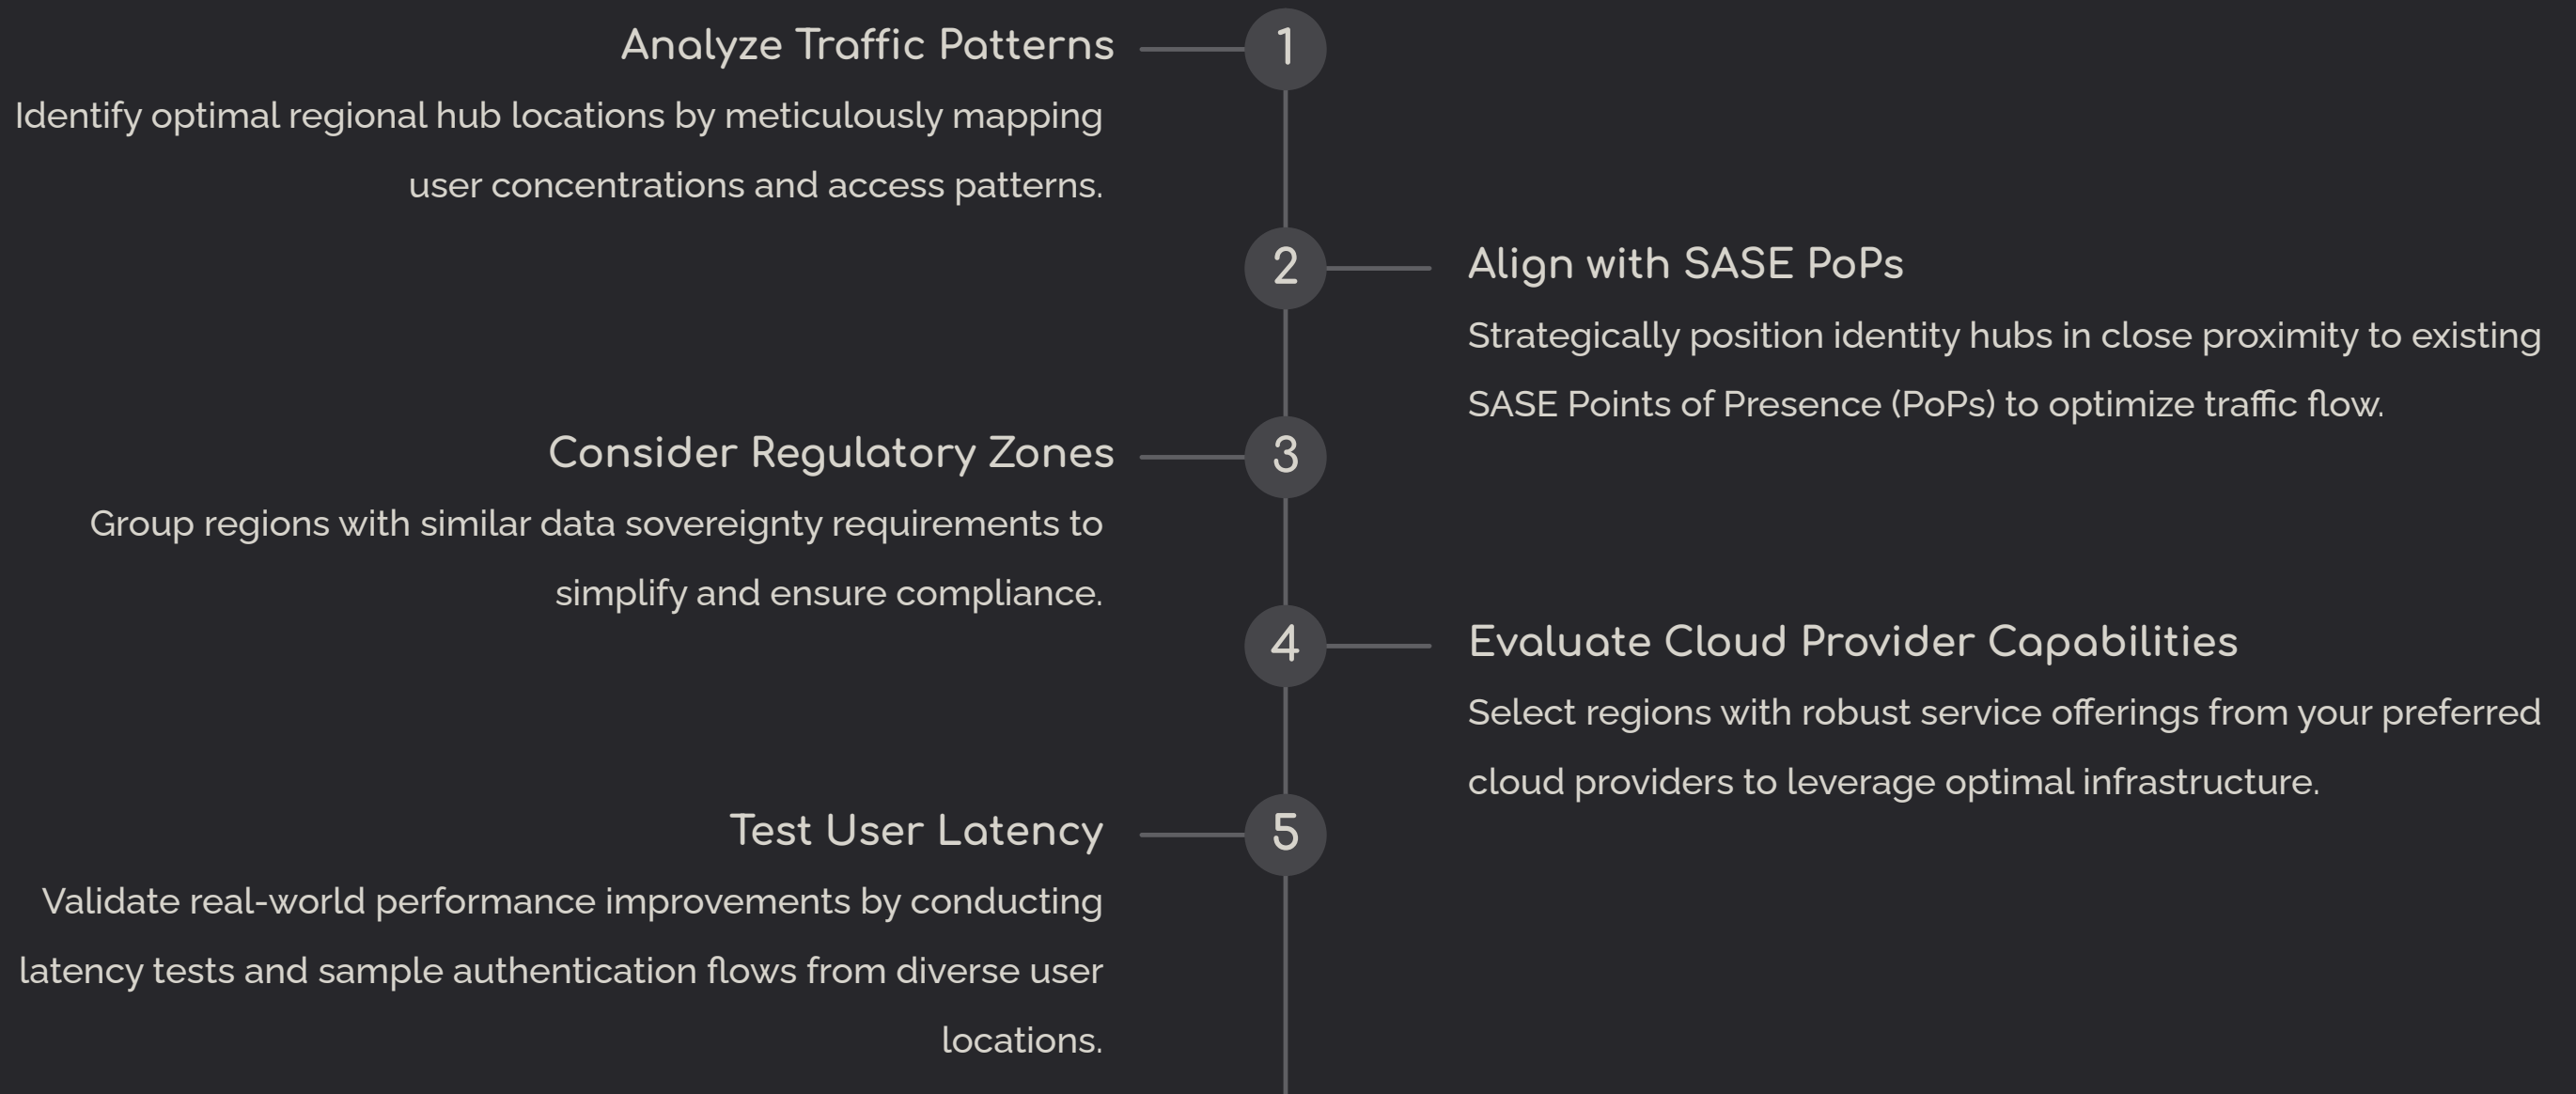 Analyze Traffic Patterns
1
Identify optimal regional hub locations by meticulously mapping
user concentrations and access patterns.
2
Align with SASE PoPs
Strategically position identity hubs in close proximity to existing
SASE Points of Presence (PoPs) to optimize traffic flow.
Consider Regulatory Zones
3
Group regions with similar data sovereignty requirements to
simplify and ensure compliance.
4
Evaluate Cloud Provider Capabilities
Select regions with robust service offerings from your preferred
cloud providers to leverage optimal infrastructure.
Test User Latency
5
Validate real-world performance improvements by conducting
latency tests and sample authentication flows from diverse user
locations.